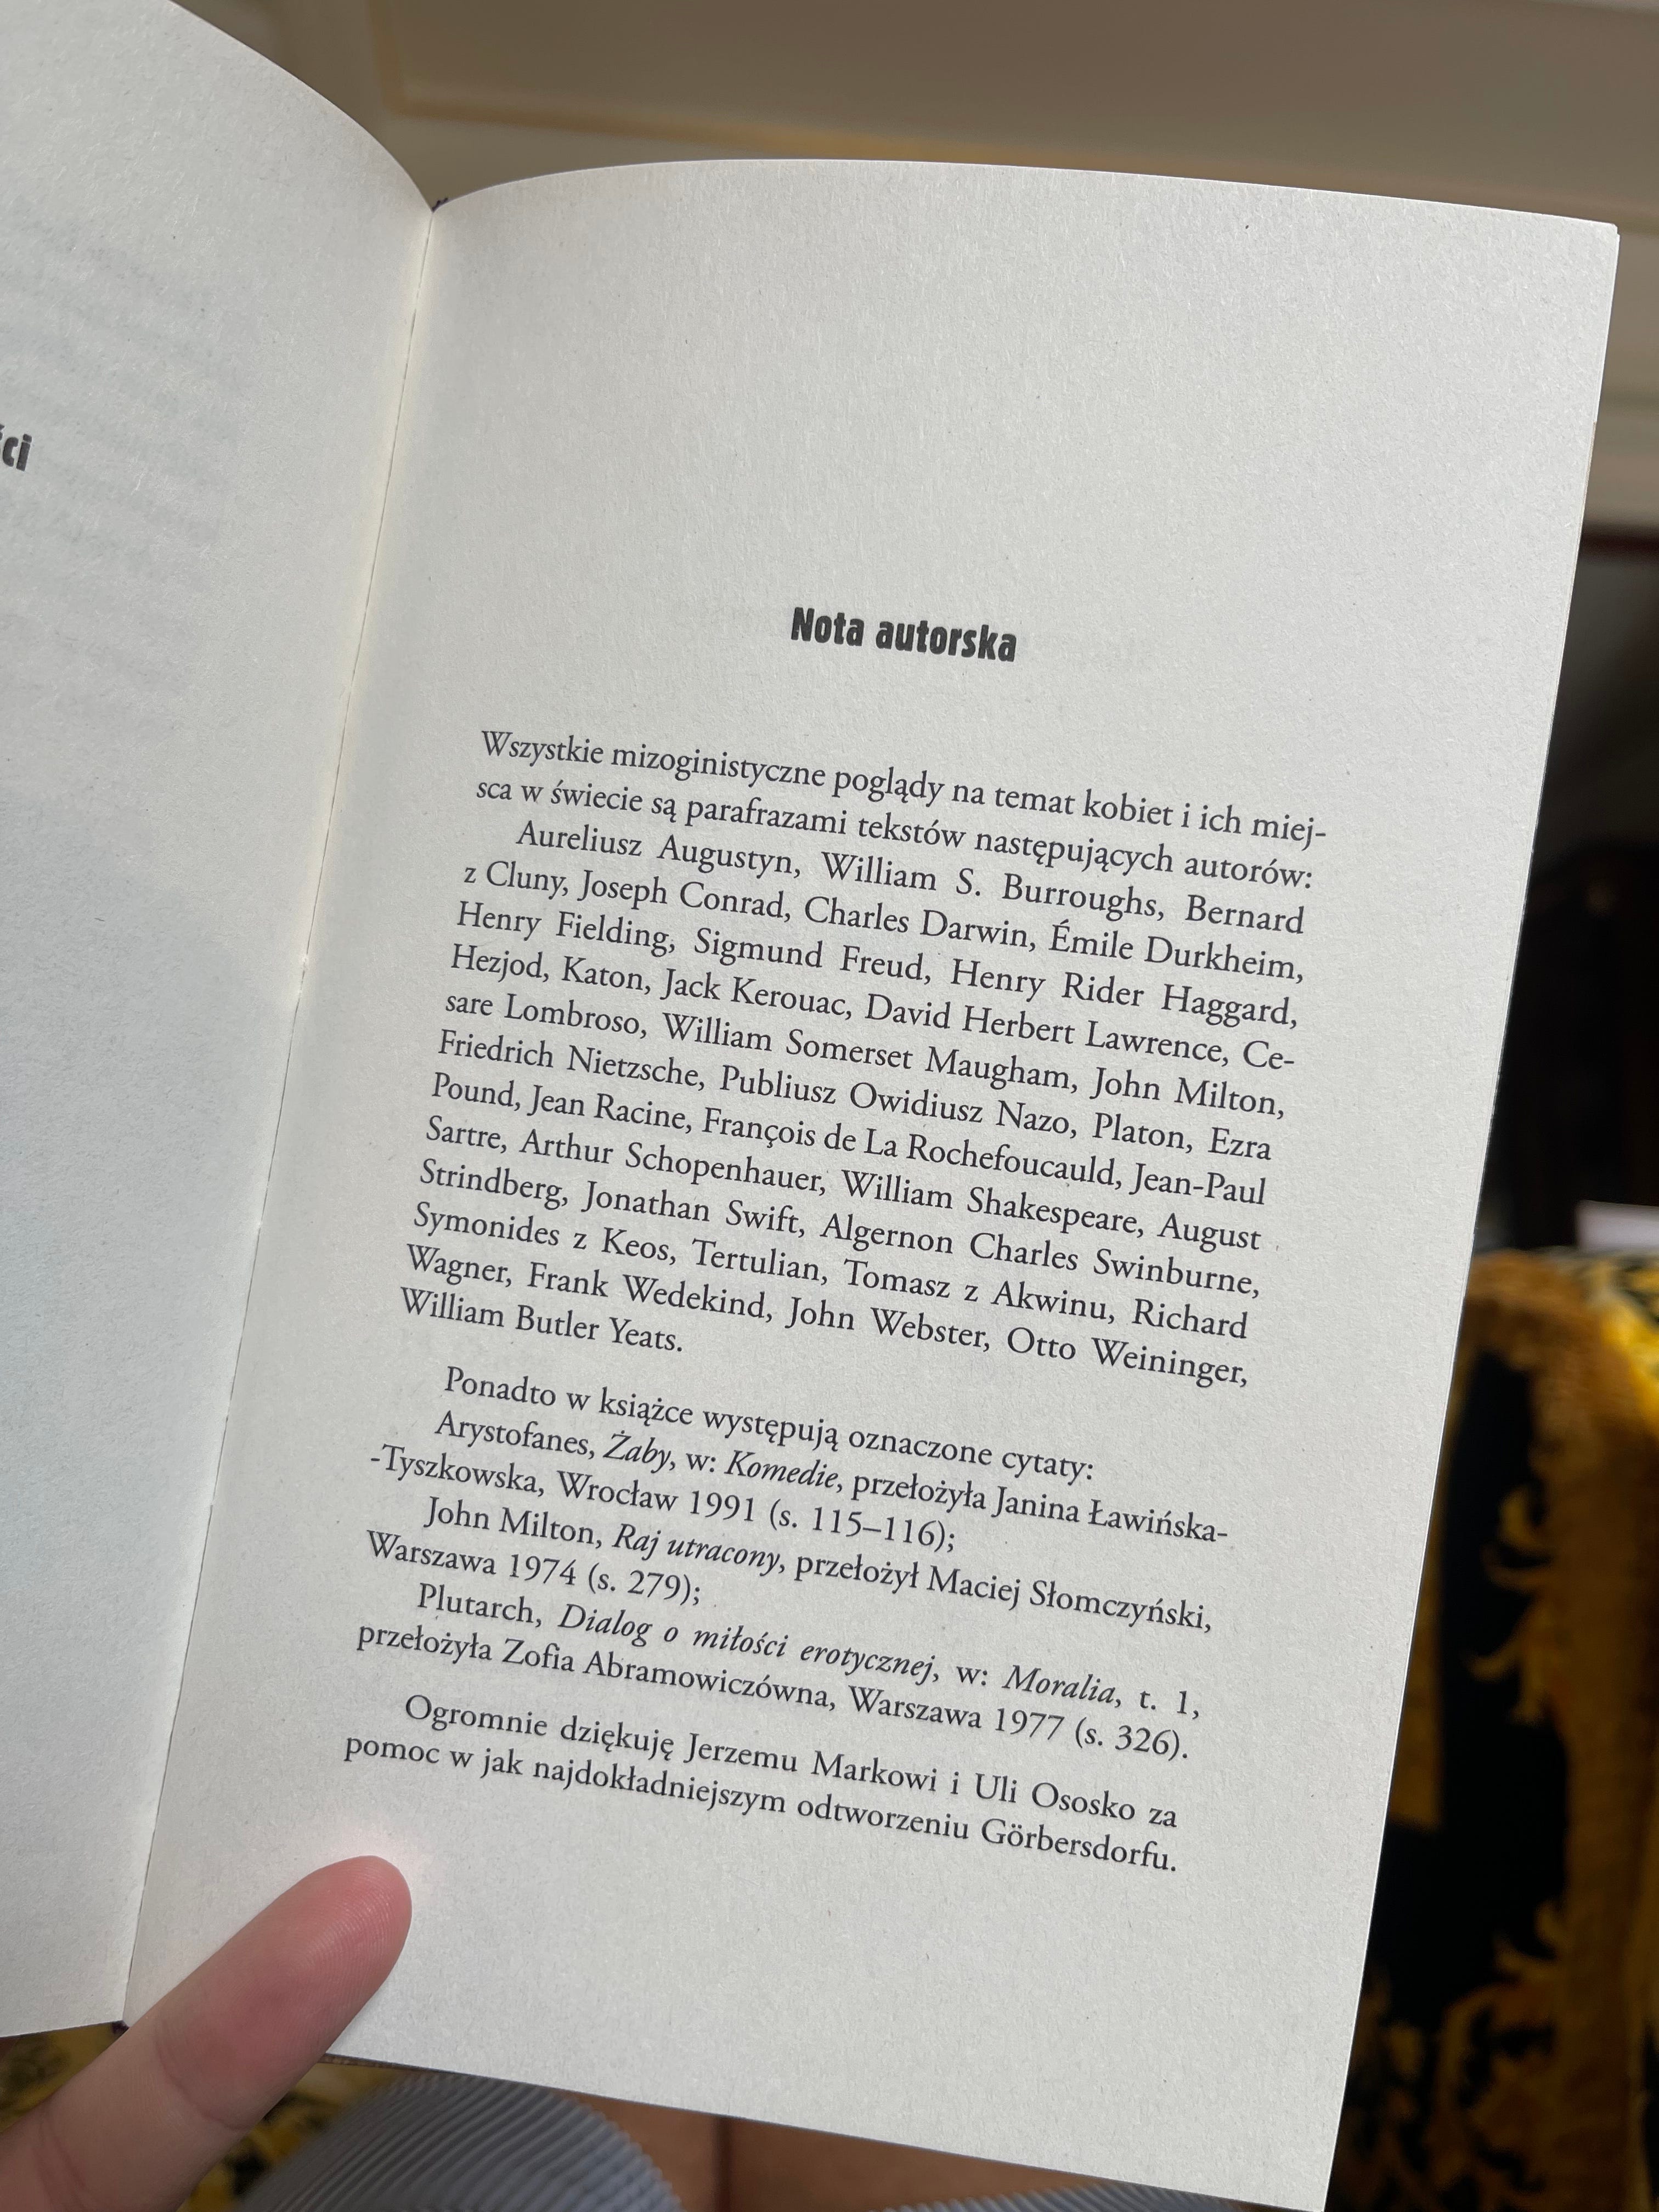 ści
Nota autorska
Wszystkie mizoginistyczne poglądy na temat kobiet i ich miej-
sca w świecie są parafrazami tekstów następujących autorów:
Aureliusz Augustyn, William S. Burroughs, Bernard
z Cluny, Joseph Conrad, Charles Darwin, Émile Durkheim,
Henry Fielding, Sigmund Freud, Henry Rider Haggard,
Hezjod, Katon, Jack Kerouac, David Herbert Lawrence, Ce-
sare Lombroso, William Somerset Maugham, John Milton,
Friedrich Nietzsche, Publiusz Owidiusz Nazo, Platon, Ezra
Pound, Jean Racine, François de La Rochefoucauld, Jean-Paul
Sartre, Arthur Schopenhauer, William Shakespeare, August
Strindberg, Jonathan Swift, Algernon Charles Swinburne,
Symonides z Keos, Tertulian, Tomasz z Akwinu, Richard
Wagner, Frank Wedekind, John Webster, Otto Weininger,
William Butler Yeats.
Ponadto w książce występują oznaczone cytaty:
Arystofanes, Żaby, w: Komedie, przełożyła Janina Ławińska-
-Tyszkowska, Wrocław 1991 (s. 115–116);
John Milton, Raj utracony, przełożył Maciej Słomczyński,
Warszawa 1974 (s. 279);
Plutarch, Dialog o miłości erotycznej, w: Moralia, t. 1,
przełożyła Zofia Abramowiczówna, Warszawa 1977 (s. 326).
Ogromnie dziękuję Jerzemu Markowi i Uli Ososko za
pomoc w jak najdokładniejszym odtworzeniu Görbersdorfu.